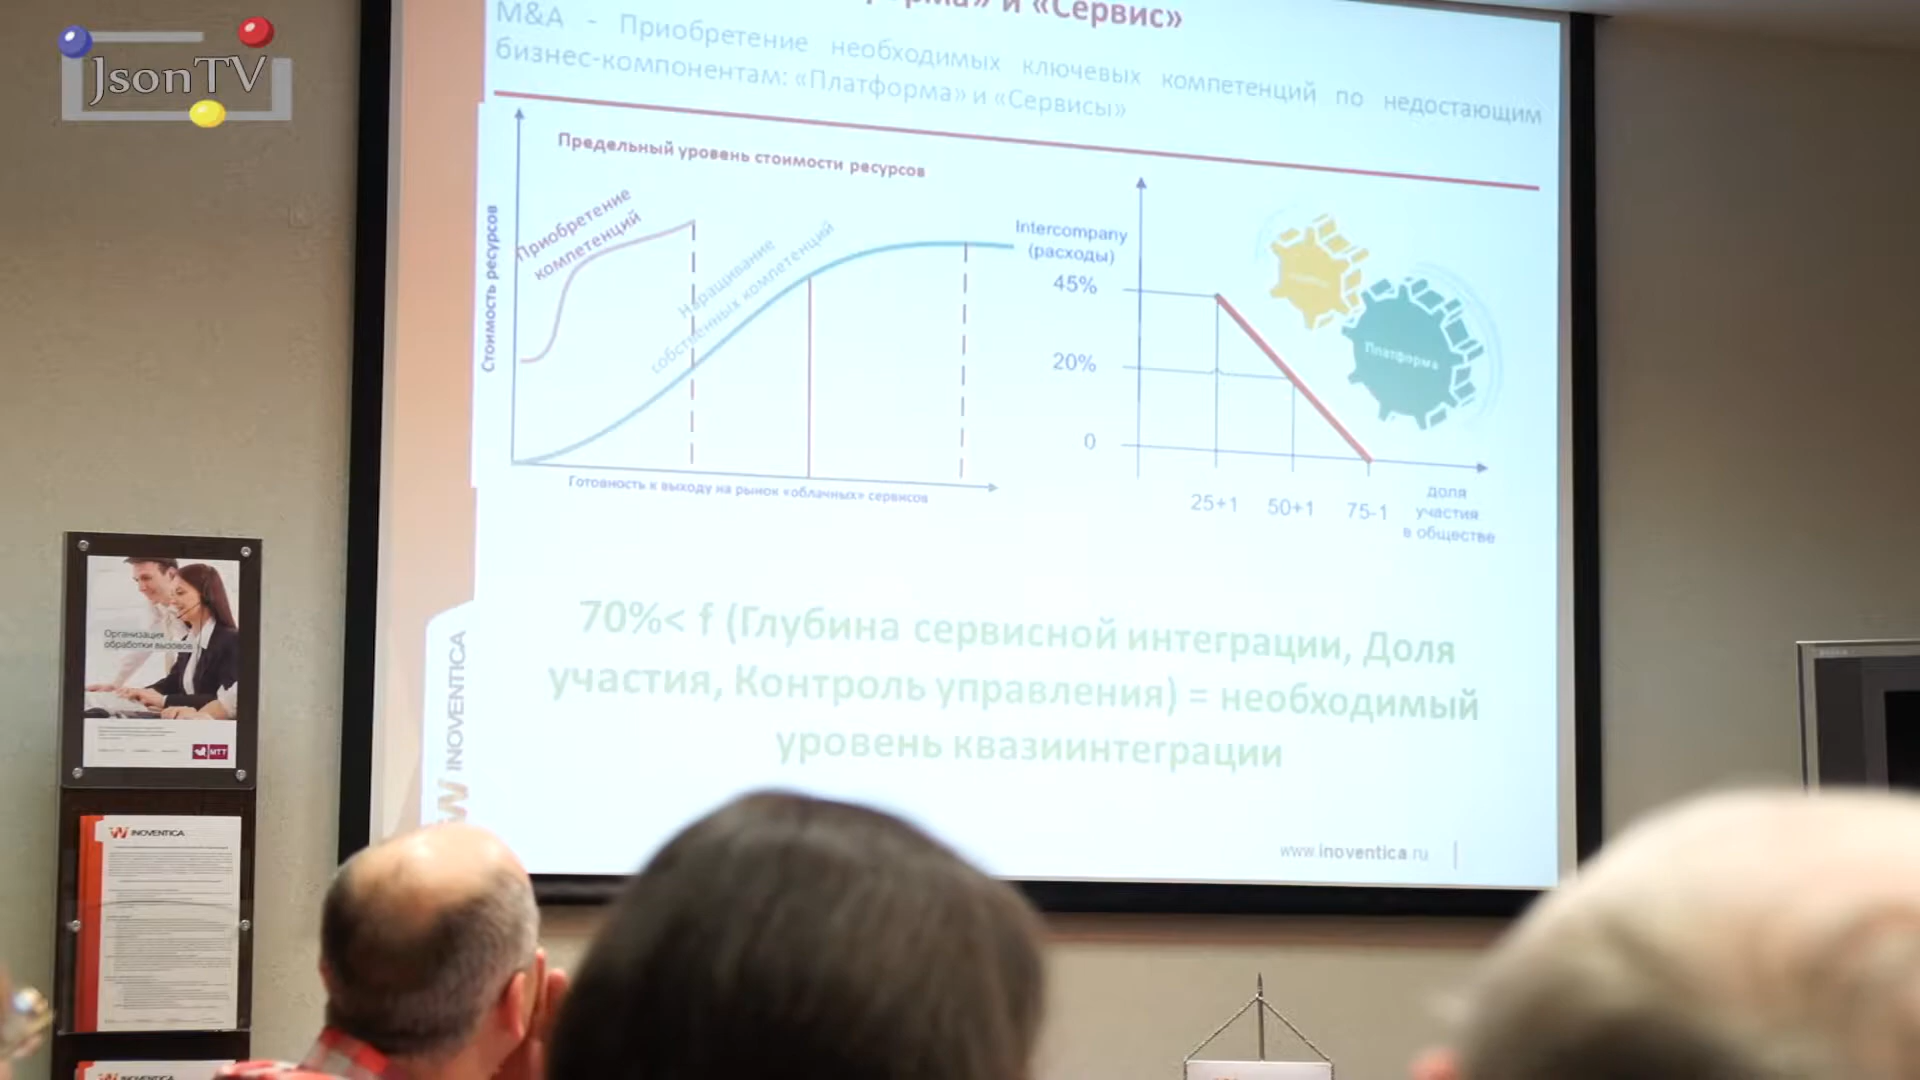 JsonTV
и «Сервис»
M&A - Приобретение необходимых ключевых компетенций по недостающим
бизнес-компонентам: «Платформа» и «Сервисы»
Предельный уровень стоимости ресурсов
Стоимость ресурсов
Приобретение
компетенций
Наращивание
собственных компетенций
Готовность к выходу на рынок «облачных» сервисов
Intercompany
(расходы)
45%
20%
0
25+1
50+1
75-1
доля
участия
в обществе
Платформа
70%< f (Глубина сервисной интеграции, Доля
участия, Контроль управления) = необходимый
уровень квазиинтеграции
INOVENTICA
www.inoventica.ru
Организация
обработки вызовов
МТТ
INOVENTICA
INOVENTICA